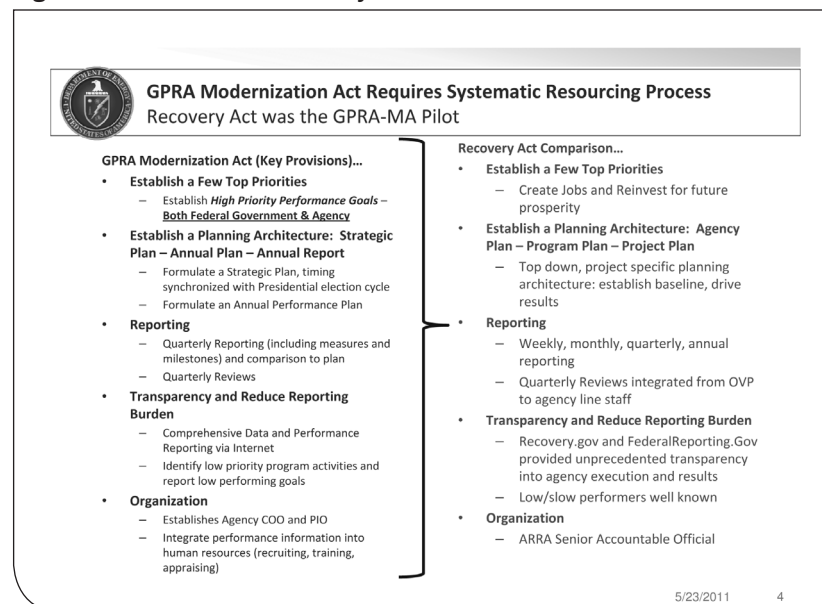 GPRA Modernization Act Requires Systematic Resourcing Process
Recovery Act was the GPRA-MA Pilot
GPRA Modernization Act (Key Provisions)...
• Establish a Few Top Priorities
– Establish High Priority Performance Goals –
Both Federal Government & Agency
• Establish a Planning Architecture: Strategic
Plan – Annual Plan – Annual Report
– Formulate a Strategic Plan, timing
synchronized with Presidential election cycle
– Formulate an Annual Performance Plan
• Reporting
– Quarterly Reporting (including measures and
milestones) and comparison to plan
– Quarterly Reviews
• Transparency and Reduce Reporting
Burden
– Comprehensive Data and Performance
Reporting via Internet
– Identify low priority program activities and
report low performing goals
• Organization
– Establishes Agency COO and PIO
– Integrate performance information into
human resources (recruiting, training,
appraising)
Recovery Act Comparison...
• Establish a Few Top Priorities
– Create Jobs and Reinvest for future
prosperity
• Establish a Planning Architecture: Agency
Plan – Program Plan – Project Plan
– Top down, project specific planning
architecture: establish baseline, drive
results
• Reporting
– Weekly, monthly, quarterly, annual
reporting
– Quarterly Reviews integrated from OVP
to agency line staff
• Transparency and Reduce Reporting Burden
– Recovery.gov and FederalReporting.Gov
provided unprecedented transparency
into agency execution and results
– Low/slow performers well known
• Organization
– ARRA Senior Accountable Official
5/23/2011 4